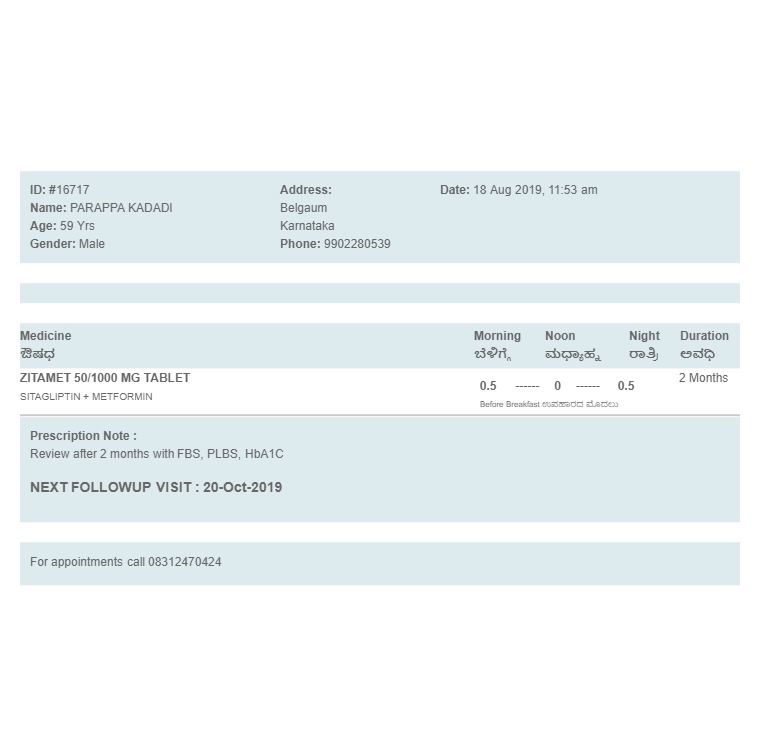 ID: #16717
Name: PARAPPA KADADI
Age: 59 Yrs
Gender: Male
Address:
Belgaum
Karnataka
Phone: 9902280539
Date: 18 Aug 2019, 11:53 am
Medicine Morning Noon Night Duration
ಔಷಧ ಬೆಳಿಗ್ಗೆ ಮಧ್ಯಾಹ್ನ ರಾತ್ರಿ ಅವಧಿ
ZITAMET 50/1000 MG TABLET 0.5 ------ 0 ------ 0.5 2 Months
SITAGLIPTIN + METFORMIN Before Breakfast ಉಪಹಾರದ ಮೊದಲು
Prescription Note :
Review after 2 months with FBS, PLBS, HbA1C
NEXT FOLLOWUP VISIT : 20-Oct-2019
For appointments call 08312470424